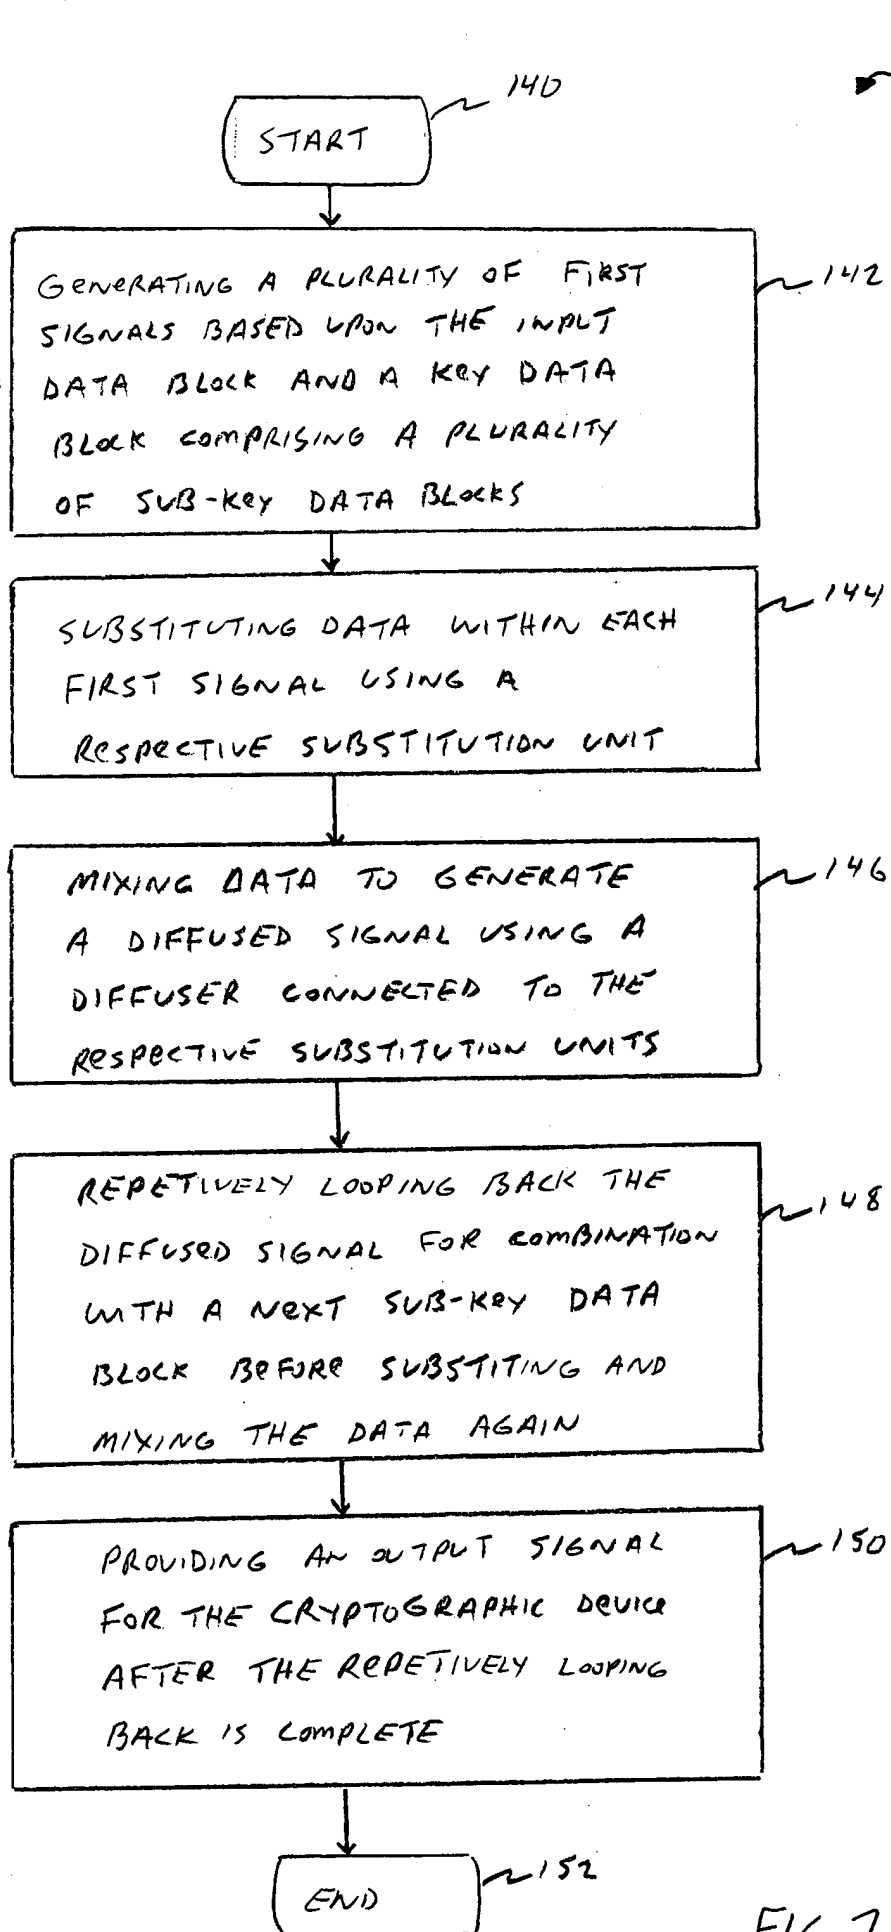 140
START
GENERATING A PLURALITY OF FIRST
142
SIGNALS BASED UPON THE INPUT
DATA BLOCK AND A KEY DATA
BLOCK COMPRISING A PLURALITY
OF SUB-KEY DATA BLOCKS
144
SUBSTITUTING DATA WITHIN EACH
FIRST SIGNAL USING A
RESPECTIVE SUBSTITUTION UNIT
146
MIXING DATA TO GENERATE
A DIFFUSED SIGNAL USING A
DIFFUSER CONNECTED TO THE
RESPECTIVE SUBSTITUTION UNITS
148
REPETIVELY LOOPING BACK THE
DIFFUSED SIGNAL FOR COMBINATION
WITH A NEXT SUB-KEY DATA
BLOCK BEFORE SUBSTITING AND
MIXING THE DATA AGAIN
150
PROVIDING AN OUTPUT SIGNAL
FOR THE CRYPTOGRAPHIC DEVICE
AFTER THE REPETIVELY LOOPING
BACK IS COMPLETE
152
END